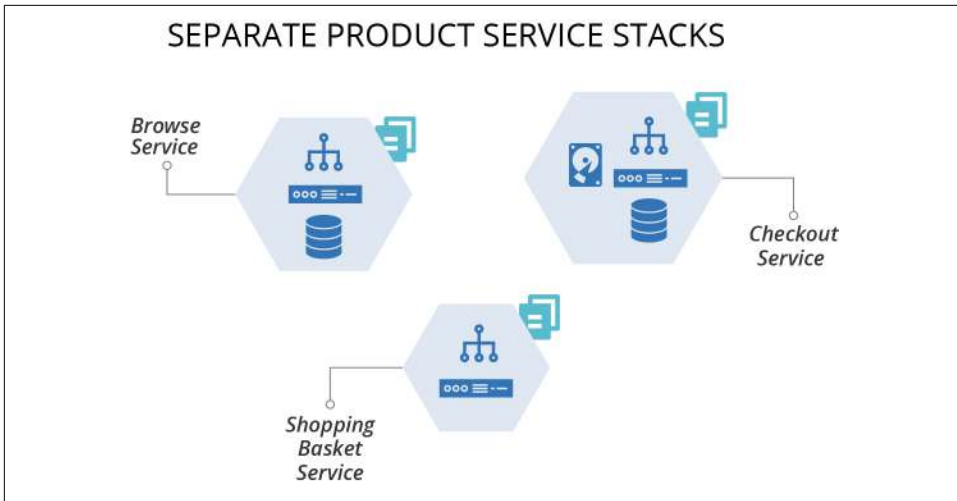 SEPARATE PRODUCT SERVICE STACKS
Browse
Service
Checkout
Service
Shopping
Basket
Service